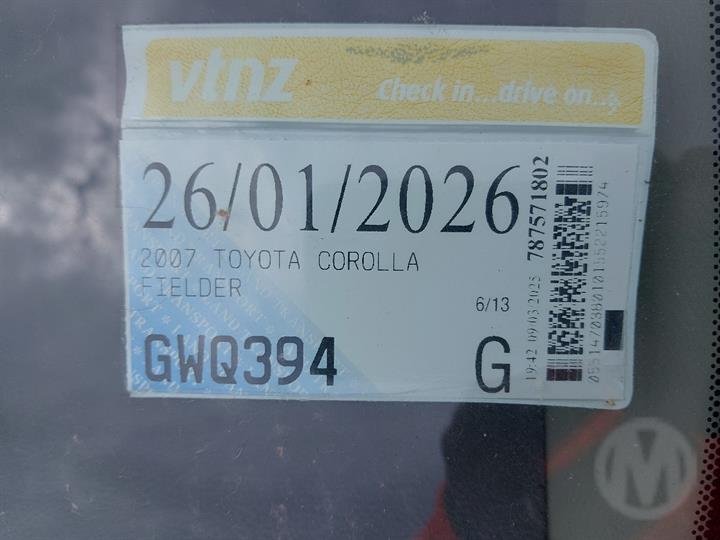 vtnz
Check in...drive on...
26/01/2026
2007 TOYOTA COROLLA
FIELDER
6/13
GWQ394
G
19:42 09/03/2025 787571802
M